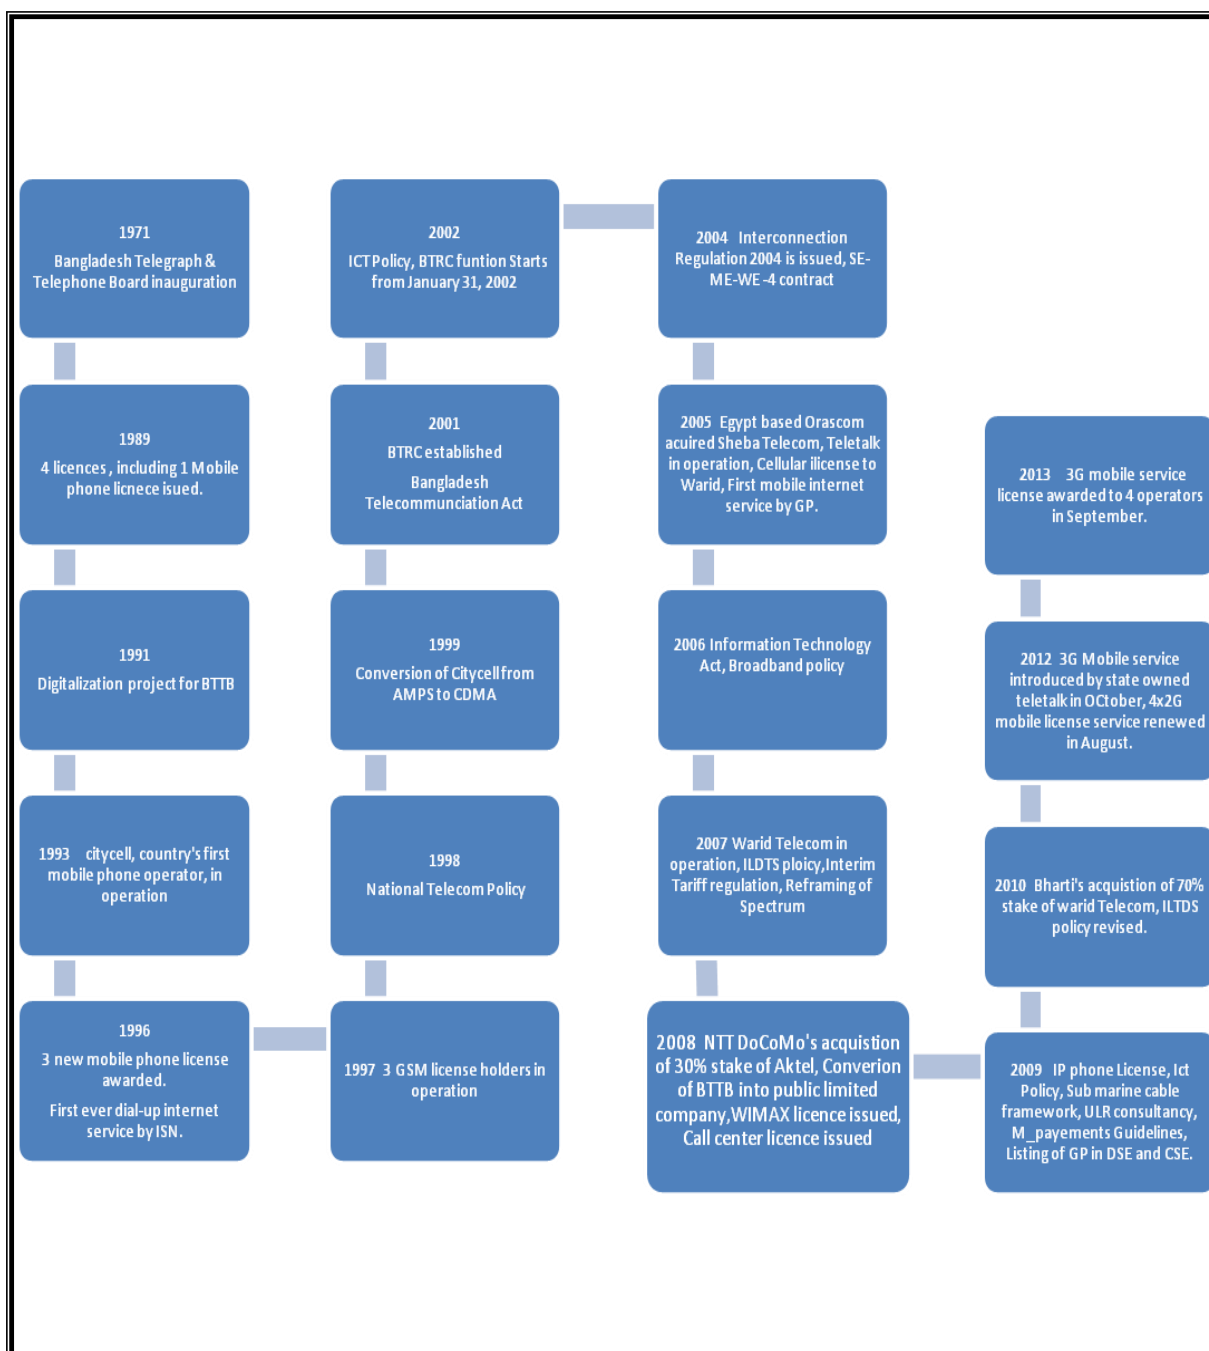 1971
Bangladesh Telegraph &
Telephone Board inauguration
1989
4 licences , including 1 Mobile
phone licnece isued.
1991
Digitalization project for BTTB
1993 citycell, country's first
mobile phone operator, in
operation
1996
3 new mobile phone license
awarded.
First ever dial-up internet
service by ISN.
1997 3 GSM license holders in
operation
1998
National Telecom Policy
1999
Conversion of Citycell from
AMPS to CDMA
2001
BTRC established
Bangladesh
Telecommunciation Act
2002
ICT Policy, BTRC funtion Starts
from January 31, 2002
2004 Interconnection
Regulation 2004 is issued, SE-
ME-WE -4 contract
2005 Egypt based Orascom
acuired Sheba Telecom, Teletalk
in operation, Cellular ilicense to
Warid, First mobile internet
service by GP.
2006 Information Technology
Act, Broadband policy
2007 Warid Telecom in
operation, ILDTS ploicy,Interim
Tariff regulation, Reframing of
Spectrum
2008 NTT DoCoMo's acquistion
of 30% stake of Aktel, Converion
of BTTB into public limited
company,WIMAX licence issued,
Call center licence issued
2009 IP phone License, Ict
Policy, Sub marine cable
framework, ULR consultancy,
M_payements Guidelines,
Listing of GP in DSE and CSE.
2010 Bharti's acquistion of 70%
stake of warid Telecom, ILTDS
policy revised.
2012 3G Mobile service
introduced by state owned
teletalk in OCtober, 4x2G
mobile license service renewed
in August.
2013 3G mobile service
license awarded to 4 operators
in September.